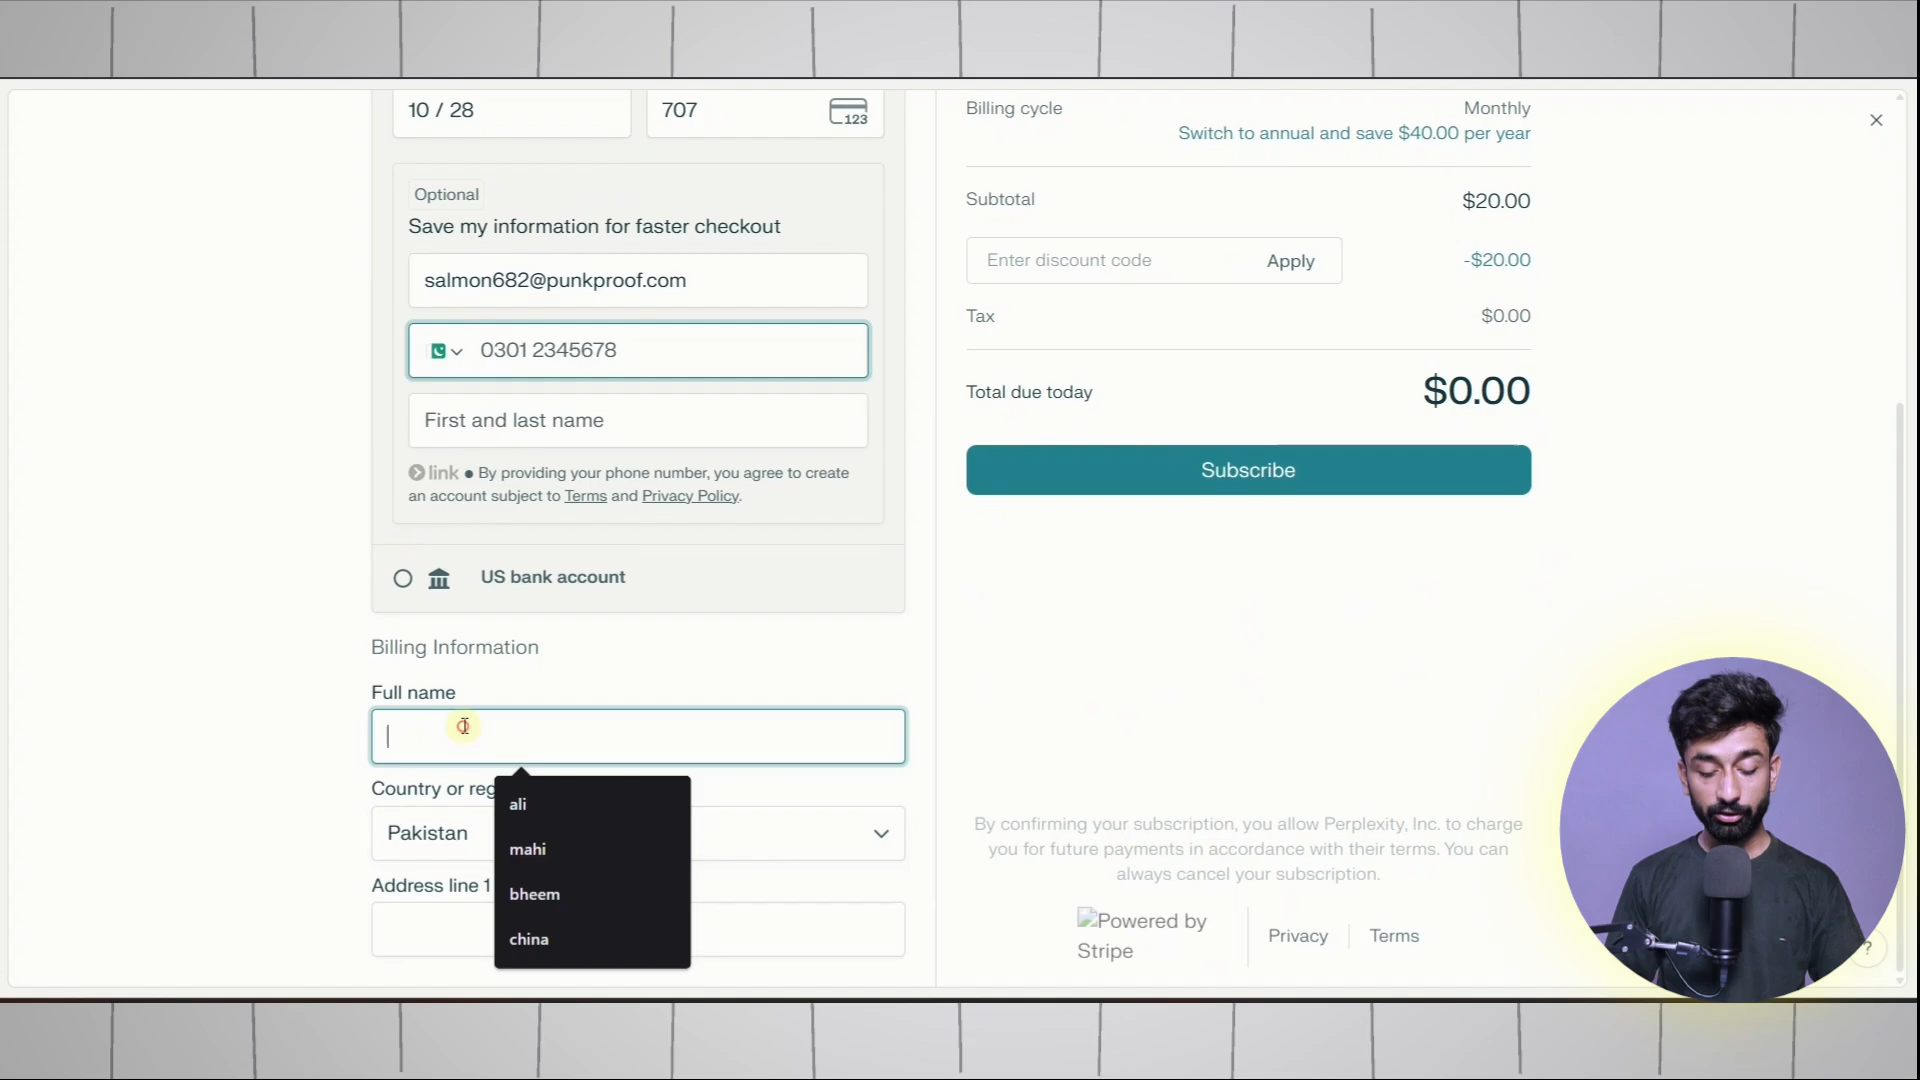 10 / 28
707
123
Optional
Save my information for faster checkout
salmon682@punkproof.com
0301 2345678
First and last name
link • By providing your phone number, you agree to create
an account subject to Terms and Privacy Policy.
US bank account
Billing Information
Full name
ali
mahi
bheem
china
Country or reg
Pakistan
Address line 1
Billing cycle
Monthly
Switch to annual and save $40.00 per year
Subtotal
$20.00
Enter discount code
Apply
-$20.00
Tax
$0.00
Total due today
$0.00
Subscribe
By confirming your subscription, you allow Perplexity, Inc. to charge
you for future payments in accordance with their terms. You can
always cancel your subscription.
Powered by
Stripe
Privacy
Terms
?